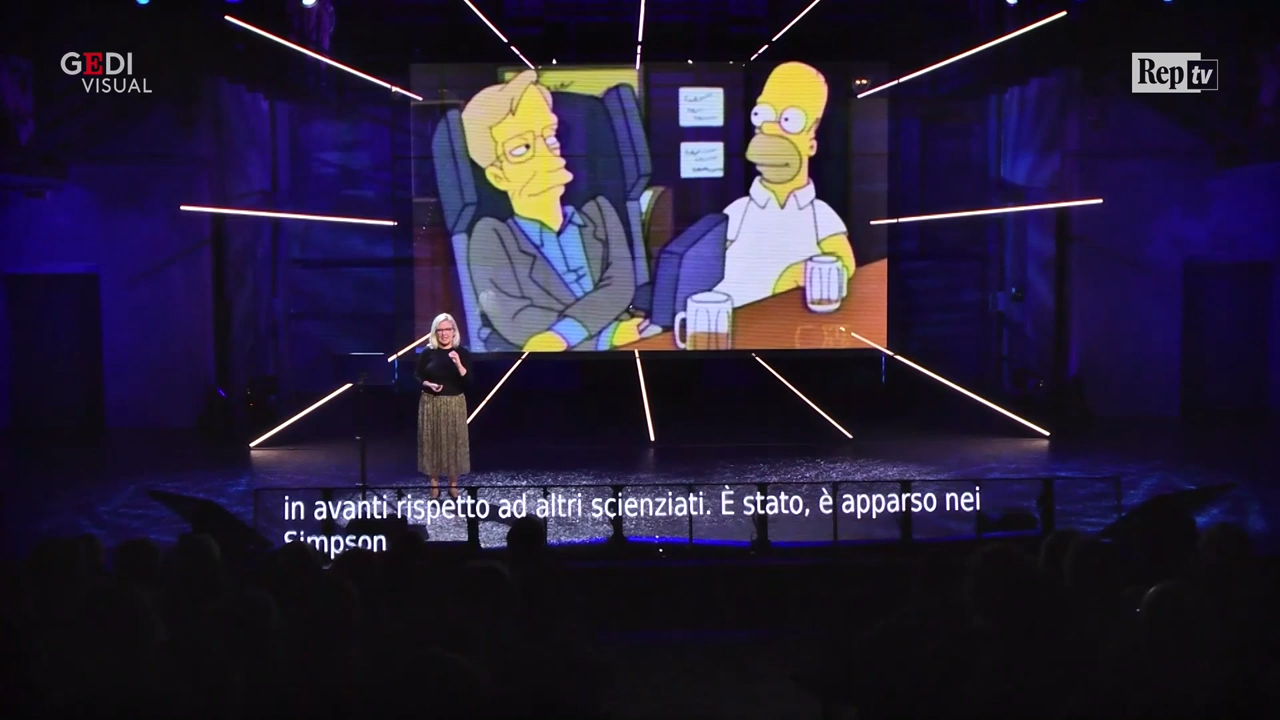 GEDI
VISUAL
Rep tv
in avanti rispetto ad altri scienziati. È stato, è apparso nei
Simpson